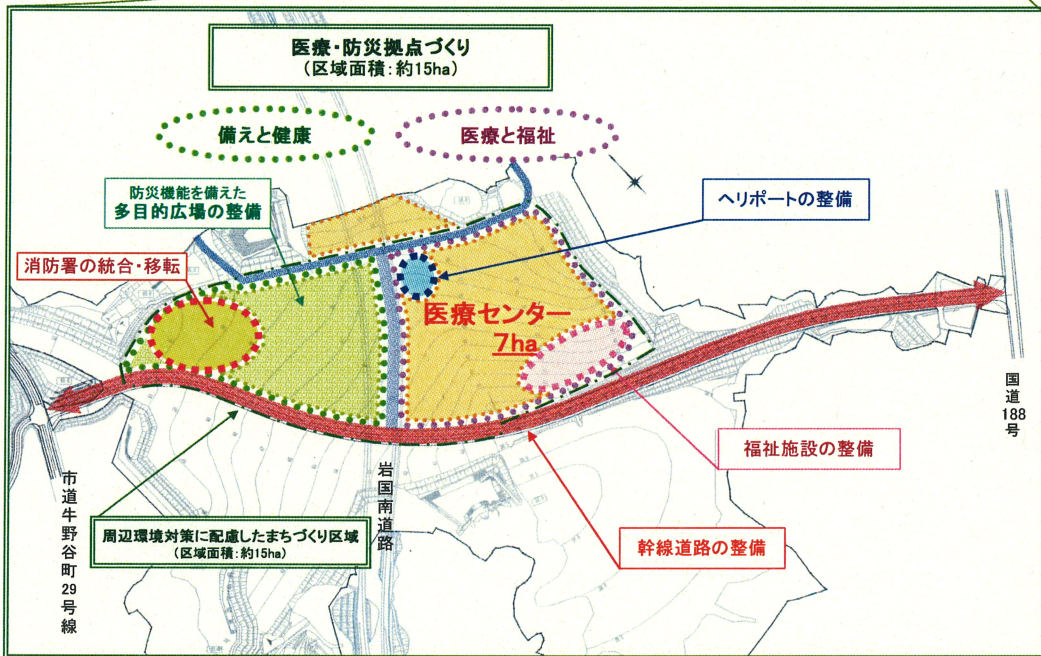 医療・防災拠点づくり
(区域面積:約15ha)
備えと健康
医療と福祉
防災機能を備えた
多目的広場の整備
ヘリポートの整備
消防署の統合・移転
医療センター
7ha
国道188号
福祉施設の整備
市道牛野谷町29号線
岩国南道路
周辺環境対策に配慮したまちづくり区域
(区域面積:約15ha)
幹線道路の整備